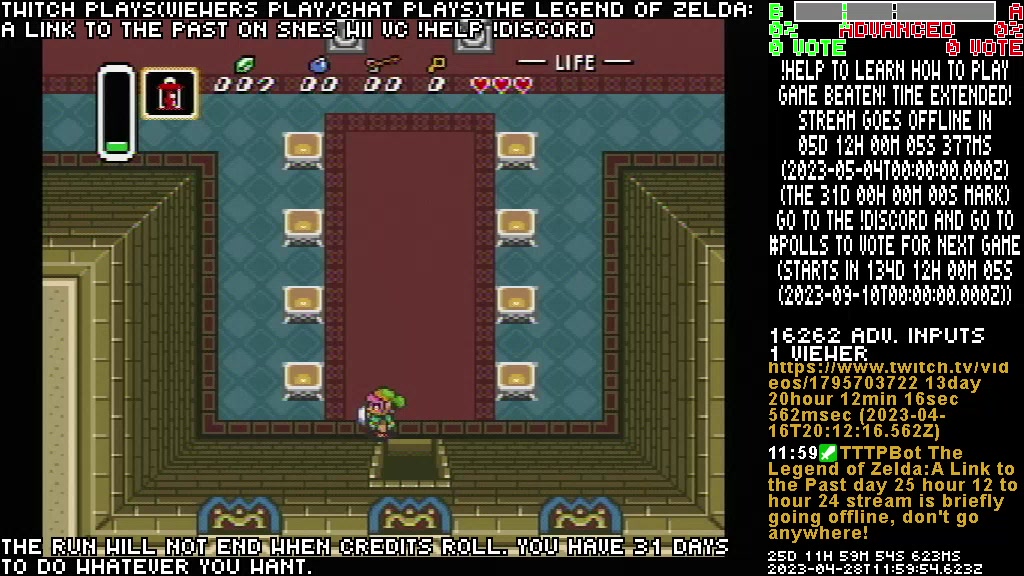 TWITCH PLAYS(VIEWERS PLAY/CHAT PLAYS)THE LEGEND OF ZELDA:
A LINK TO THE PAST ON SNES WII VC !HELP !DISCORD
B A
0% ADVANCED 0%
0 VOTE 0 VOTE
!HELP TO LEARN HOW TO PLAY
GAME BEATEN! TIME EXTENDED!
STREAM GOES OFFLINE IN
05D 12H 00M 05S 377MS
(2023-05-04T00:00:00.000Z)
(THE 31D 00H 00M 00S MARK)
GO TO THE !DISCORD AND GO TO
#POLLS TO VOTE FOR NEXT GAME
(STARTS IN 134D 12H 00M 05S
(2023-09-10T00:00:00.000Z))
LIFE
16262 ADV. INPUTS
1 VIEWER
https://www.twitch.tv/vid
eos/1795703722 13day
20hour 12min 16sec
562msec (2023-04-
16T20:12:16.562Z)
11:59 TTTPBot The
Legend of Zelda:A Link to
the Past day 25 hour 12 to
hour 24 stream is briefly
going offline, don't go
anywhere!
25D 11H 59M 54S 623MS
2023-04-28T11:59:54.623Z
THE RUN WILL NOT END WHEN CREDITS ROLL. YOU HAVE 31 DAYS
TO DO WHATEVER YOU WANT.